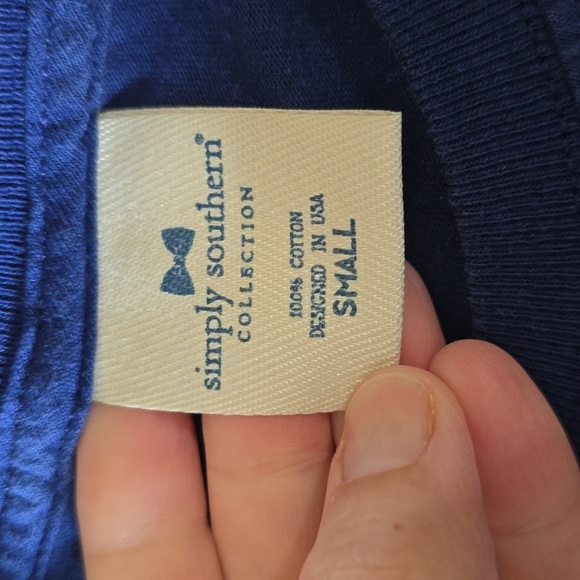 simply southern®
COLLECTION
100% COTTON
DESIGNED IN USA
SMALL